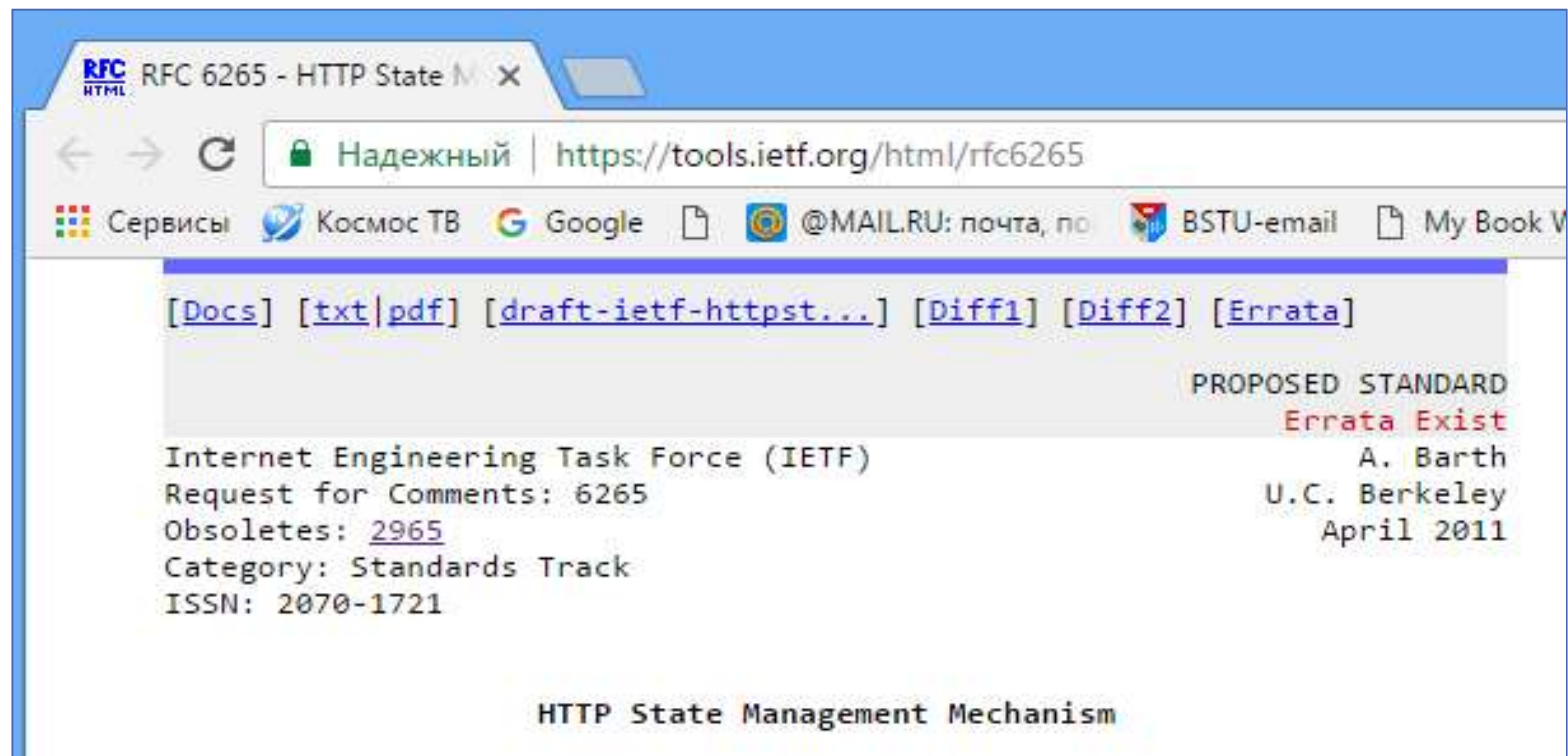 RFC HTML RFC 6265 - HTTP State M
Надежный | https://tools.ietf.org/html/rfc6265
Сервисы Космос ТВ G Google @MAIL.RU: почта, по BSTU-email My Book
[Docs] [txt|pdf] [draft-ietf-httpst...] [Diff1] [Diff2] [Errata]
PROPOSED STANDARD
Errata Exist
Internet Engineering Task Force (IETF) A. Barth
Request for Comments: 6265 U.C. Berkeley
Obsoletes: 2965 April 2011
Category: Standards Track
ISSN: 2070-1721
HTTP State Management Mechanism